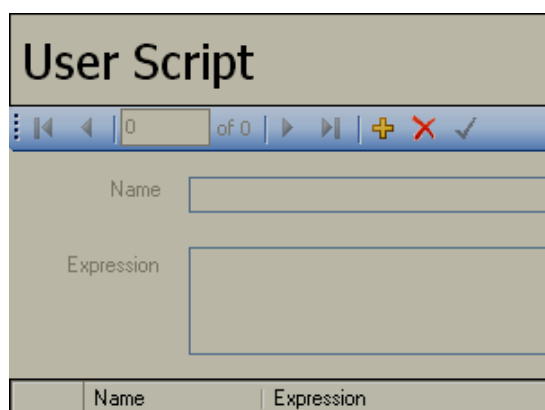 User Script
0 of 0
Name
Expression
Name Expression